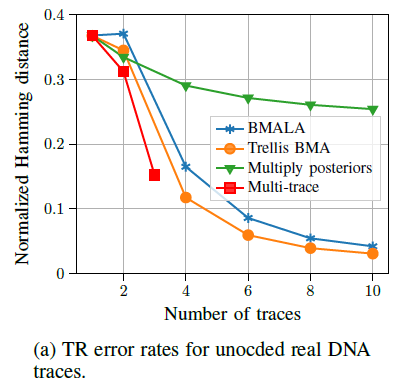 0.4
0.3
0.2
0.1
0
Normalized Hamming distance
BMALA
Trellis BMA
Multiply posteriors
Multi-trace
2 4 6 8 10
Number of traces
(a) TR error rates for unocded real DNA
traces.